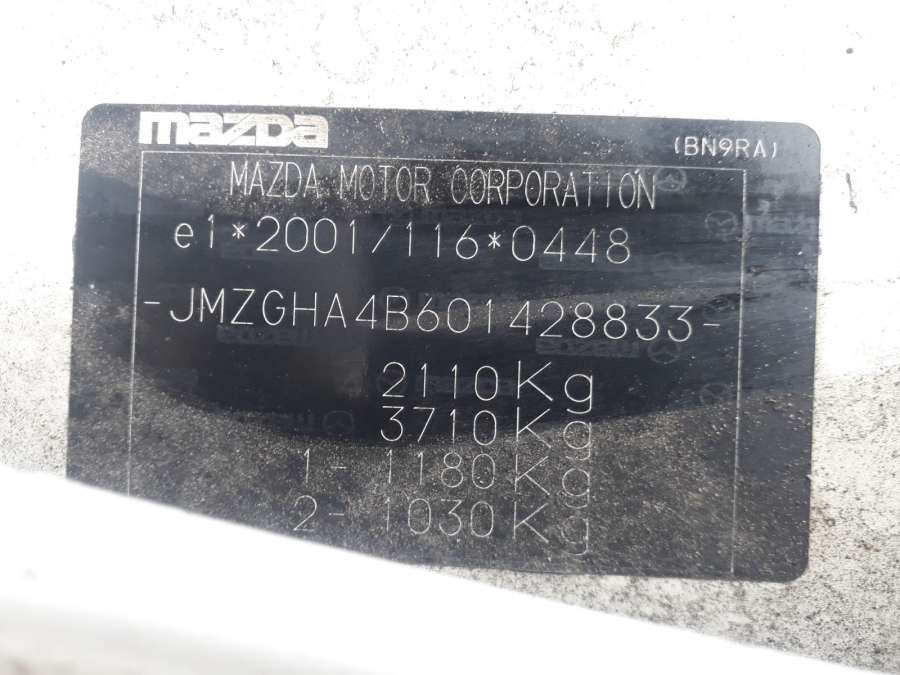 mazda
(BN9RA)
MAZDA MOTOR CORPORATION
e1*2001/116*0448
-JMZGHA4B601428833-
2110Kg
3710Kg
1- 1180Kg
2- 1030Kg